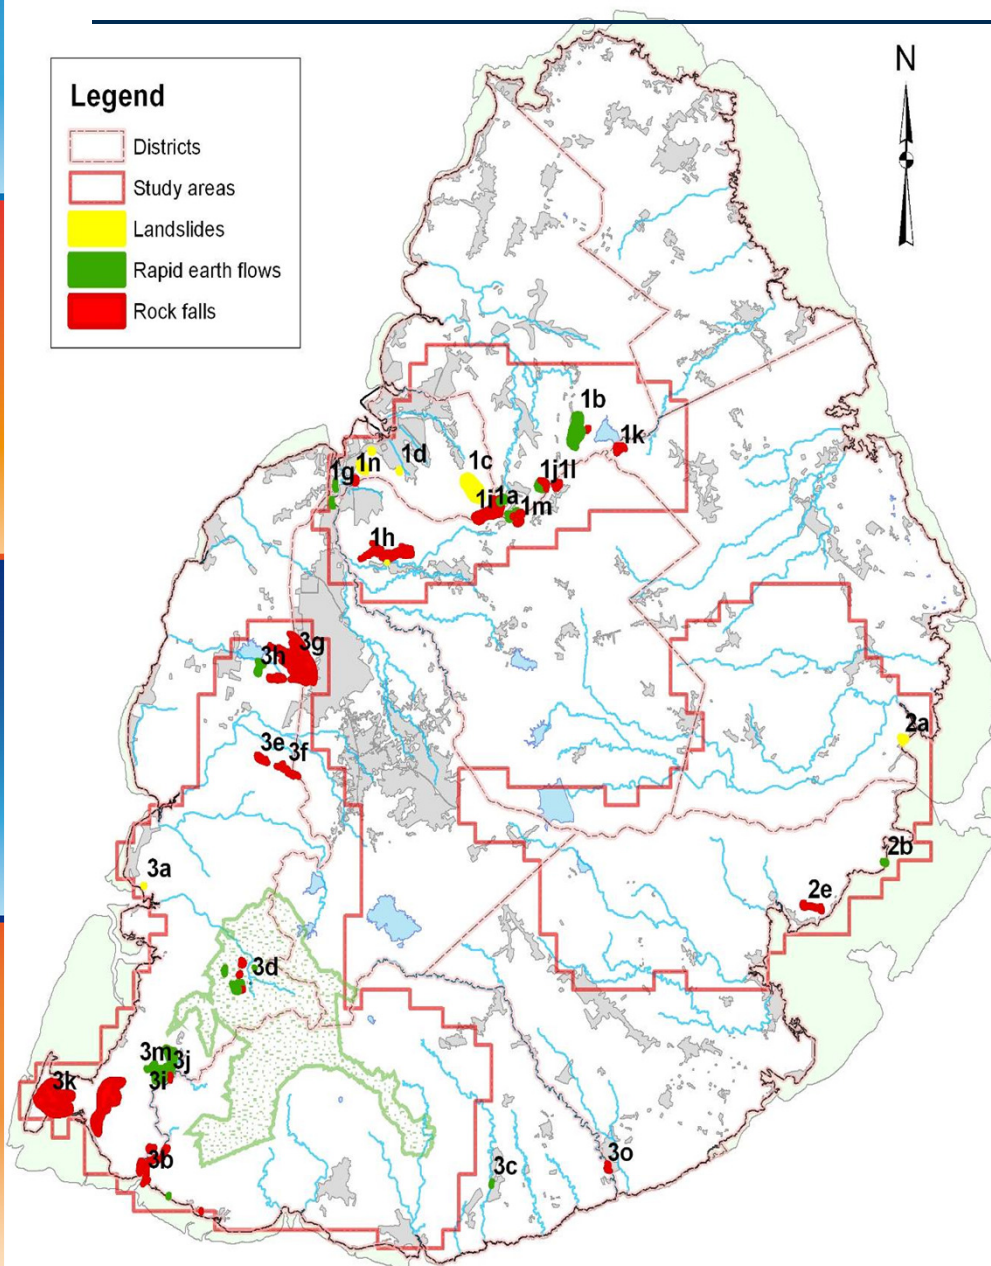 N
Legend
Districts
Study areas
Landslides
Rapid earth flows
Rock falls
1b
1k
1n
1d
1g
1c
1j
1l
1i
1a
1m
1h
3g
3h
2a
3e
3f
2b
3a
2e
3d
3m
3j
3i
3k
3b
3c
3o